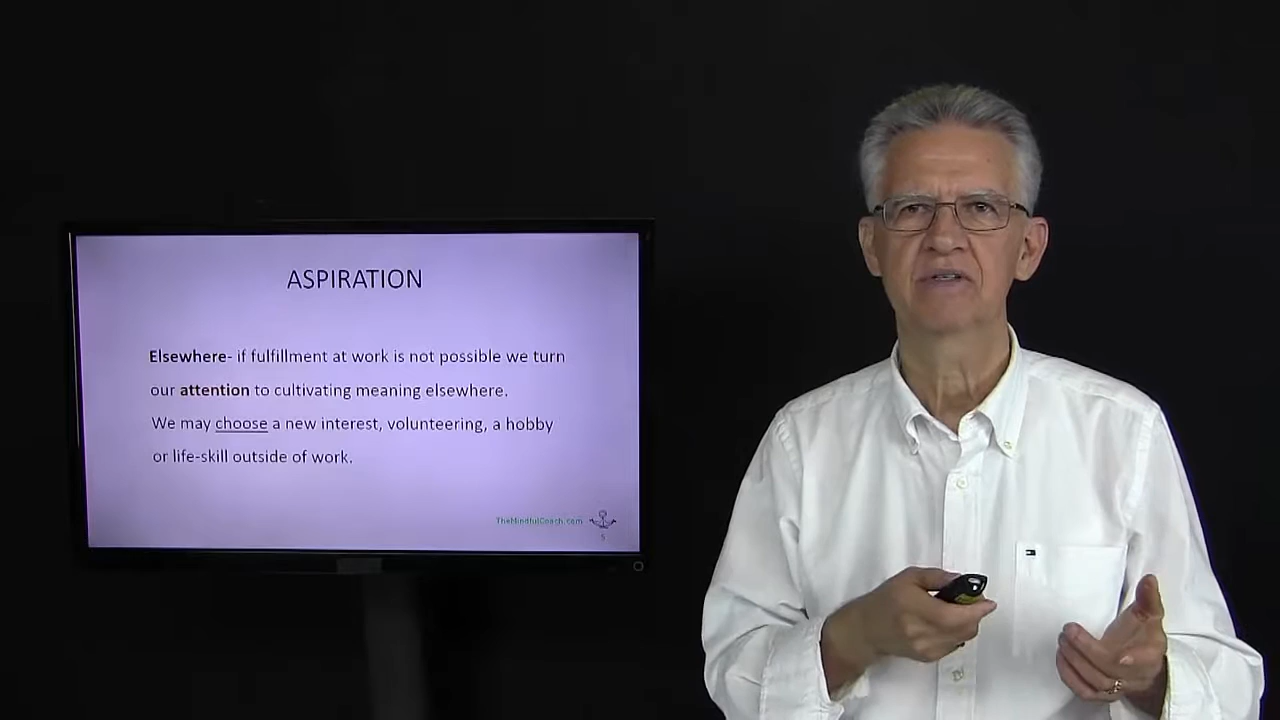 ASPIRATION
Elsewhere- if fulfillment at work is not possible we turn
our attention to cultivating meaning elsewhere.
We may choose a new interest, volunteering, a hobby
or life-skill outside of work.
TheMindfulCoach.com
5